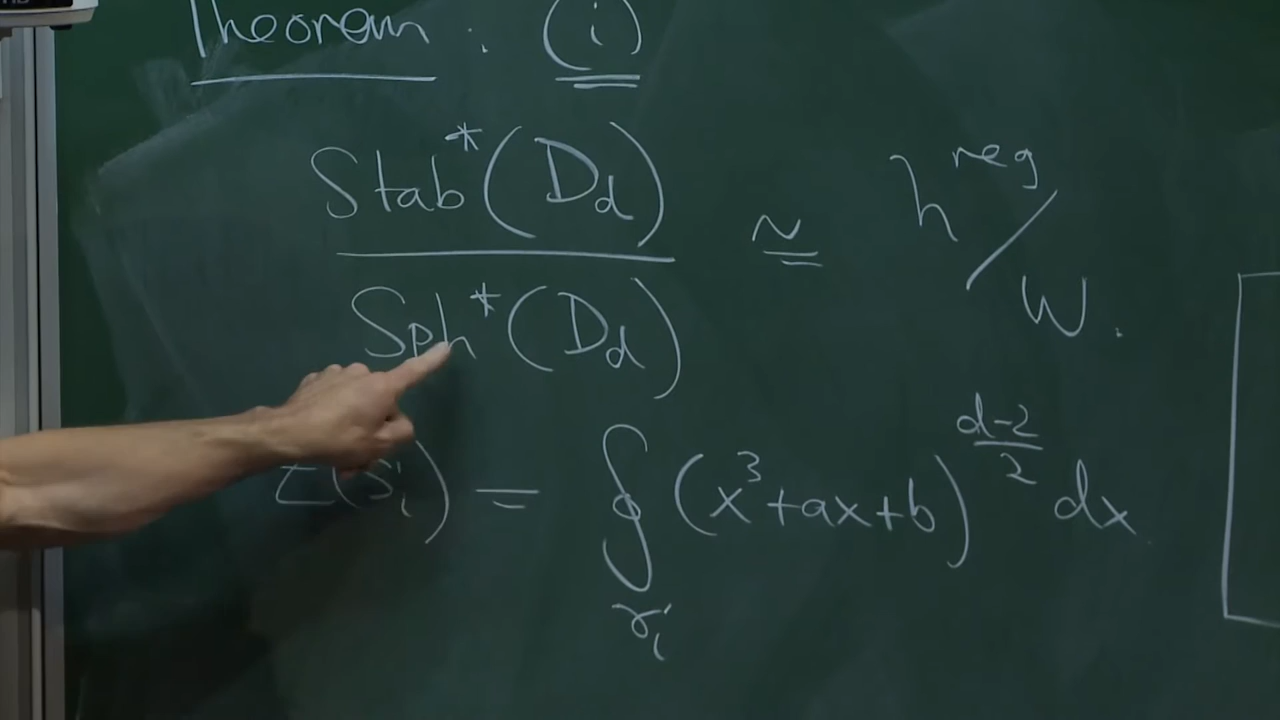 Theorem : (i)
Stab*(D_d) / Sph*(D_d) ≅ h^reg / W.
Z(S_i) = ∮_{γ_i} (x^3+ax+b)^{(d-2)/2} dx